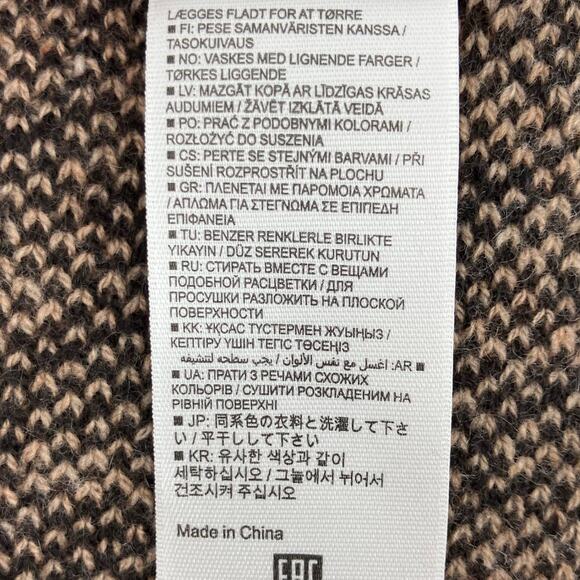 LÆGGES FLADT FOR AT TØRRE
■ FI: PESE SAMANVÄRISTEN KANSSA /
TASOKUIVAUS
■ NO: VASKES MED LIGNENDE FARGER /
TØRKES LIGGENDE
■ LV: MAZGĀT KOPĀ AR LĪDZĪGAS KRĀSAS
AUDUMIEM / ŽĀVĒT IZKLĀTĀ VEIDĀ
■ PO: PRAĆ Z PODOBNYMI KOLORAMI /
ROZŁOŻYĆ DO SUSZENIA
■ CS: PERTE SE STEJNÝMI BARVAMI / PŘI
SUŠENÍ ROZPROSTŘÍT NA PLOCHU
■ GR: ΠΛΕΝΕΤΑΙ ΜΕ ΠΑΡΟΜΟΙΑ ΧΡΩΜΑΤΑ
/ ΑΠΛΩΜΑ ΓΙΑ ΣΤΕΓΝΩΜΑ ΣΕ ΕΠΙΠΕΔΗ
ΕΠΙΦΑΝΕΙΑ
■ TU: BENZER RENKLERLE BIRLIKTE
YIKAYIN / DÜZ SEREREK KURUTUN
■ RU: СТИРАТЬ ВМЕСТЕ С ВЕЩАМИ
ПОДОБНОЙ РАСЦВЕТКИ / ДЛЯ
ПРОСУШКИ РАЗЛОЖИТЬ НА ПЛОСКОЙ
ПОВЕРХНОСТИ
■ KK: ҰҚСАС ТҮСТЕРМЕН ЖУЫҢЫЗ /
КЕПТІРУ ҮШІН ТЕГІС ТӨСЕҢІЗ
■ AR: اغسل مع نفس الألوان / يجب سطحه لتنشيفه
■ UA: ПРАТИ З РЕЧАМИ СХОЖИХ
КОЛЬОРІВ / СУШИТИ РОЗКЛАДЕНИМ НА
РІВНІЙ ПОВЕРХНІ
■ JP: 同系色の衣料と洗濯して下さ
い / 平干しして下さい
■ KR: 유사한 색상과 같이
세탁하십시오 / 그늘에서 뉘어서
건조시켜 주십시오
Made in China
EAC